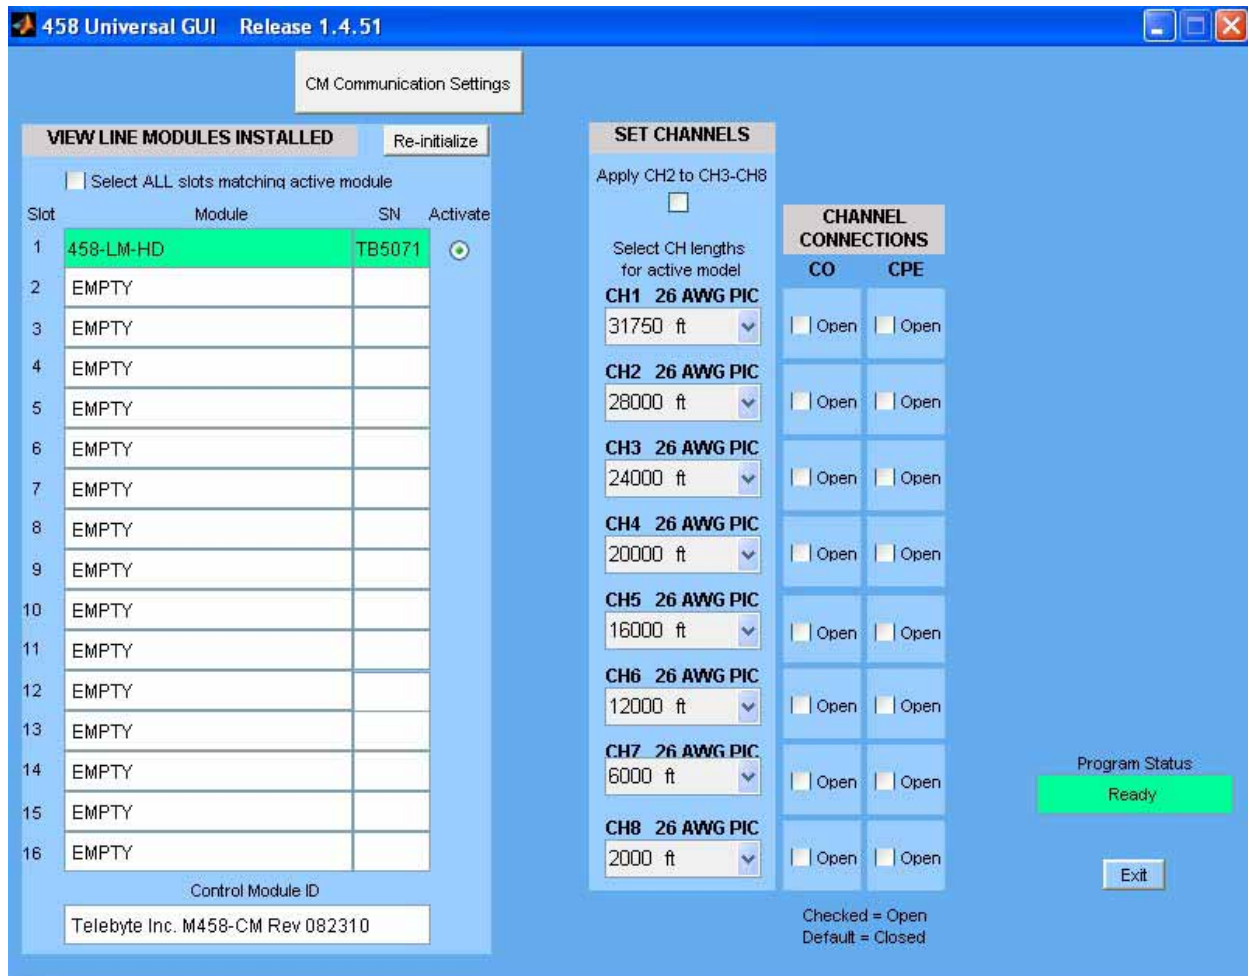 458 Universal GUI Release 1.4.51
CM Communication Settings
VIEW LINE MODULES INSTALLED
Re-initialize
Select ALL slots matching active module
Slot Module SN Activate
1 458-LM-HD TB5071
2 EMPTY
3 EMPTY
4 EMPTY
5 EMPTY
6 EMPTY
7 EMPTY
8 EMPTY
9 EMPTY
10 EMPTY
11 EMPTY
12 EMPTY
13 EMPTY
14 EMPTY
15 EMPTY
16 EMPTY
Control Module ID
Telebyte Inc. M458-CM Rev 082310
SET CHANNELS
Apply CH2 to CH3-CH8
Select CH lengths
for active model
CHANNEL
CONNECTIONS
CO CPE
CH1 26 AWG PIC
31750 ft Open Open
CH2 26 AWG PIC
28000 ft Open Open
CH3 26 AWG PIC
24000 ft Open Open
CH4 26 AWG PIC
20000 ft Open Open
CH5 26 AWG PIC
16000 ft Open Open
CH6 26 AWG PIC
12000 ft Open Open
CH7 26 AWG PIC
6000 ft Open Open
CH8 26 AWG PIC
2000 ft Open Open
Checked = Open
Default = Closed
Program Status
Ready
Exit